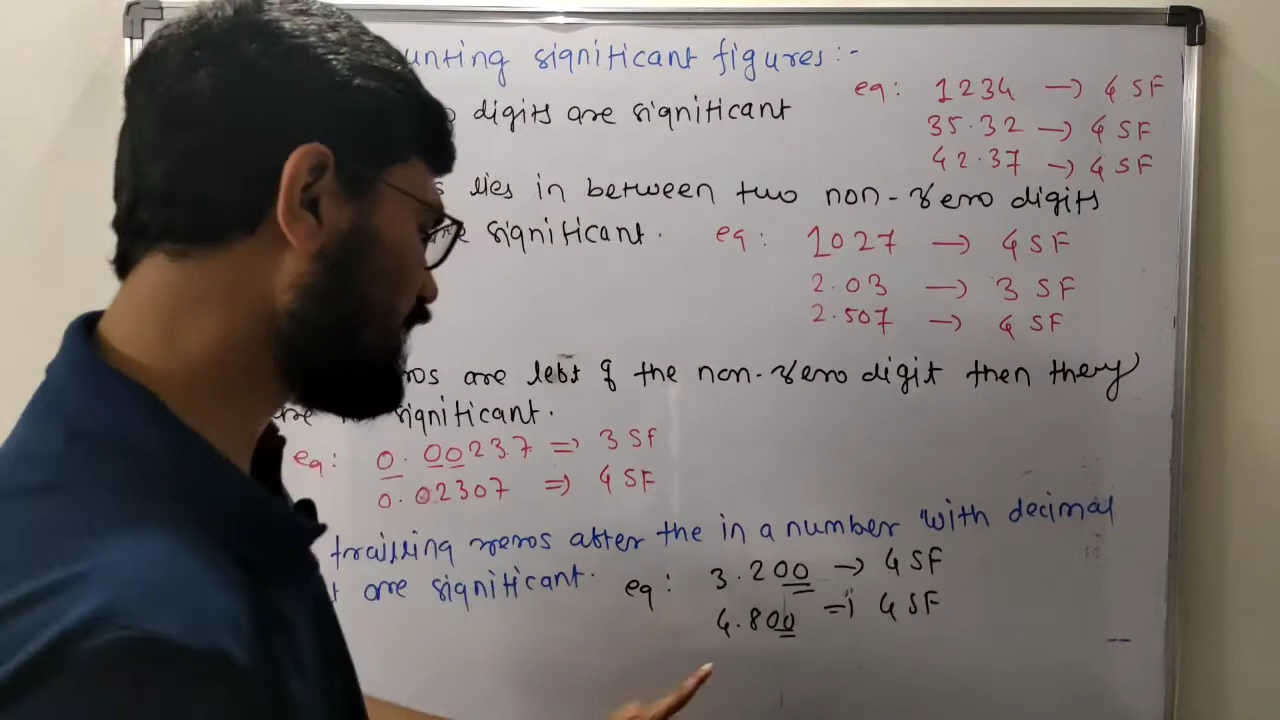 unting significant figures :-
eg : 1234 → 4 SF
digits are significant
35.32 → 4 SF
42.37 → 4 SF
lies in between two non-zero digits
significant. eg : 1027 → 4 SF
2.03 → 3 SF
2.507 → 4 SF
ros are left of the non-zero digit then they
significant.
eg : 0.00237 => 3 SF
0.02307 => 4 SF
trailing zeros after the in a number with decimal
t are significant. eg : 3.200 → 4 SF
4.800 => 4 SF